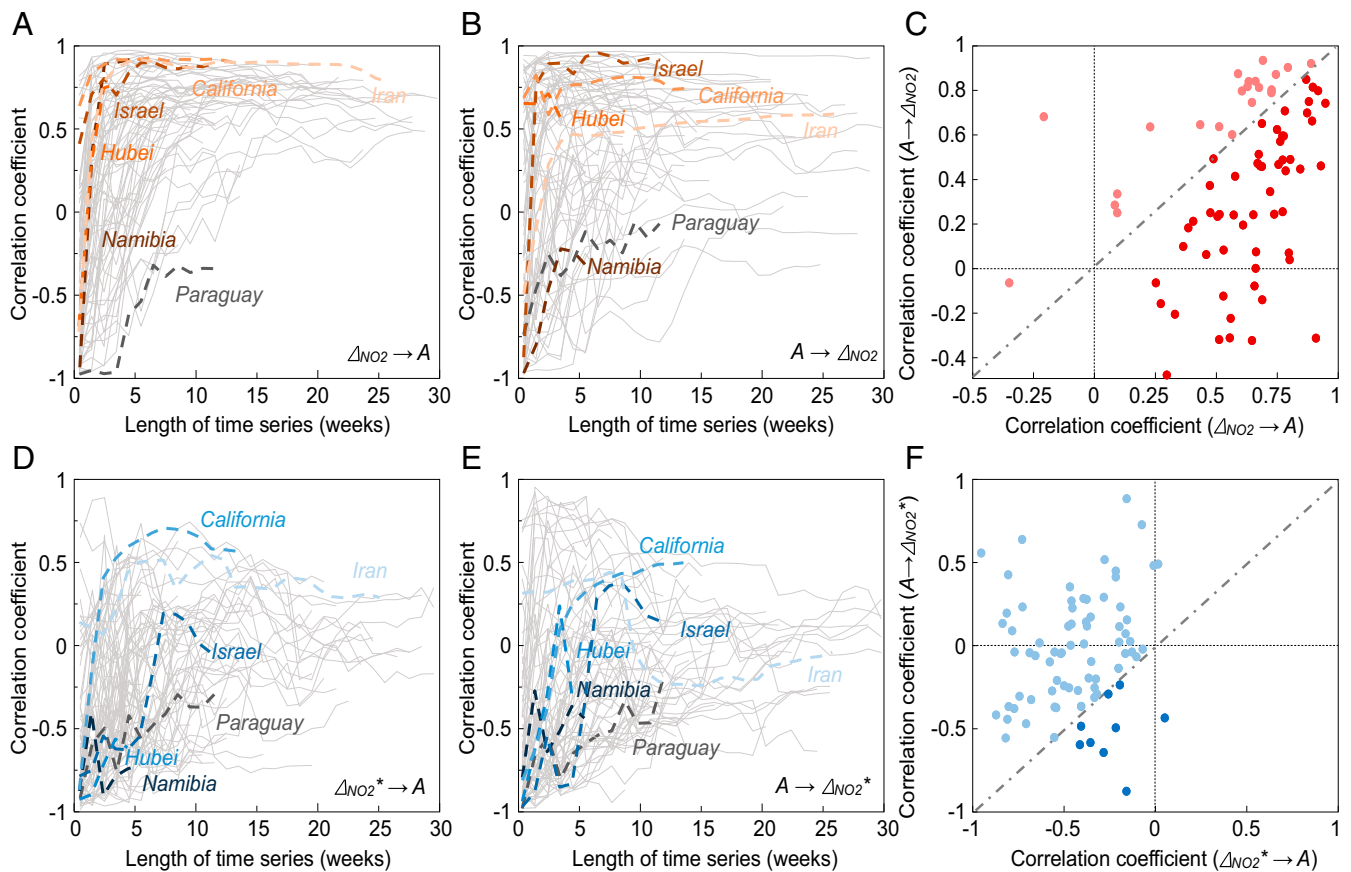 A
1
0.5
0
-0.5
-1
0
5
10
15
20
25
30
Correlation coefficient
Length of time series (weeks)
California
Iran
Israel
Hubei
Namibia
Paraguay
ΔNO2 → A
B
1
0.5
0
-0.5
-1
0
5
10
15
20
25
30
Correlation coefficient
Length of time series (weeks)
Israel
California
Hubei
Iran
Paraguay
Namibia
A → ΔNO2
C
1
0.8
0.6
0.4
0.2
0
-0.2
-0.4
-0.5
-0.25
0
0.25
0.5
0.75
1
Correlation coefficient (A→ΔNO2)
Correlation coefficient (ΔNO2 → A)
D
1
0.5
0
-0.5
-1
0
5
10
15
20
25
30
Correlation coefficient
Length of time series (weeks)
California
Iran
Israel
Paraguay
Hubei
Namibia
ΔNO2* → A
E
1
0.5
0
-0.5
-1
0
5
10
15
20
25
30
Correlation coefficient
Length of time series (weeks)
California
Israel
Hubei
Iran
Namibia
Paraguay
A → ΔNO2*
F
1
0.5
0
-0.5
-1
-1
-0.5
0
0.5
1
Correlation coefficient (A→ΔNO2*)
Correlation coefficient (ΔNO2* → A)